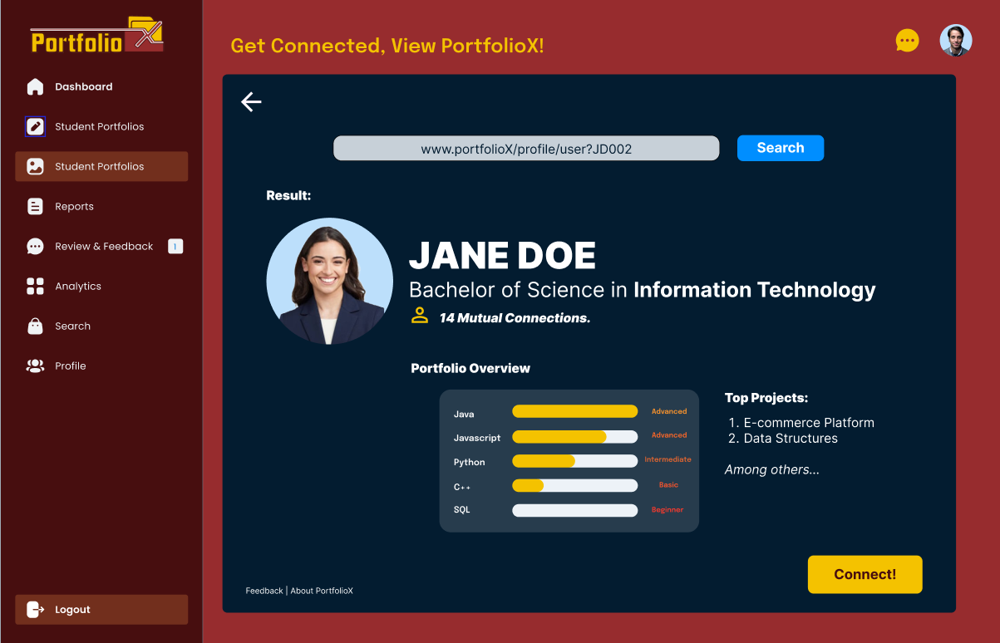 Portfolio X
Get Connected, View PortfolioX!
Dashboard
Student Portfolios
Student Portfolios
Reports
Review & Feedback 1
Analytics
Search
Profile
Logout
www.portfolioX/profile/user?JD002
Search
Result:
JANE DOE
Bachelor of Science in Information Technology
14 Mutual Connections.
Portfolio Overview
Java Advanced
Javascript Advanced
Python Intermediate
C++ Basic
SQL Beginner
Top Projects:
1. E-commerce Platform
2. Data Structures
Among others...
Connect!
Feedback | About PortfolioX